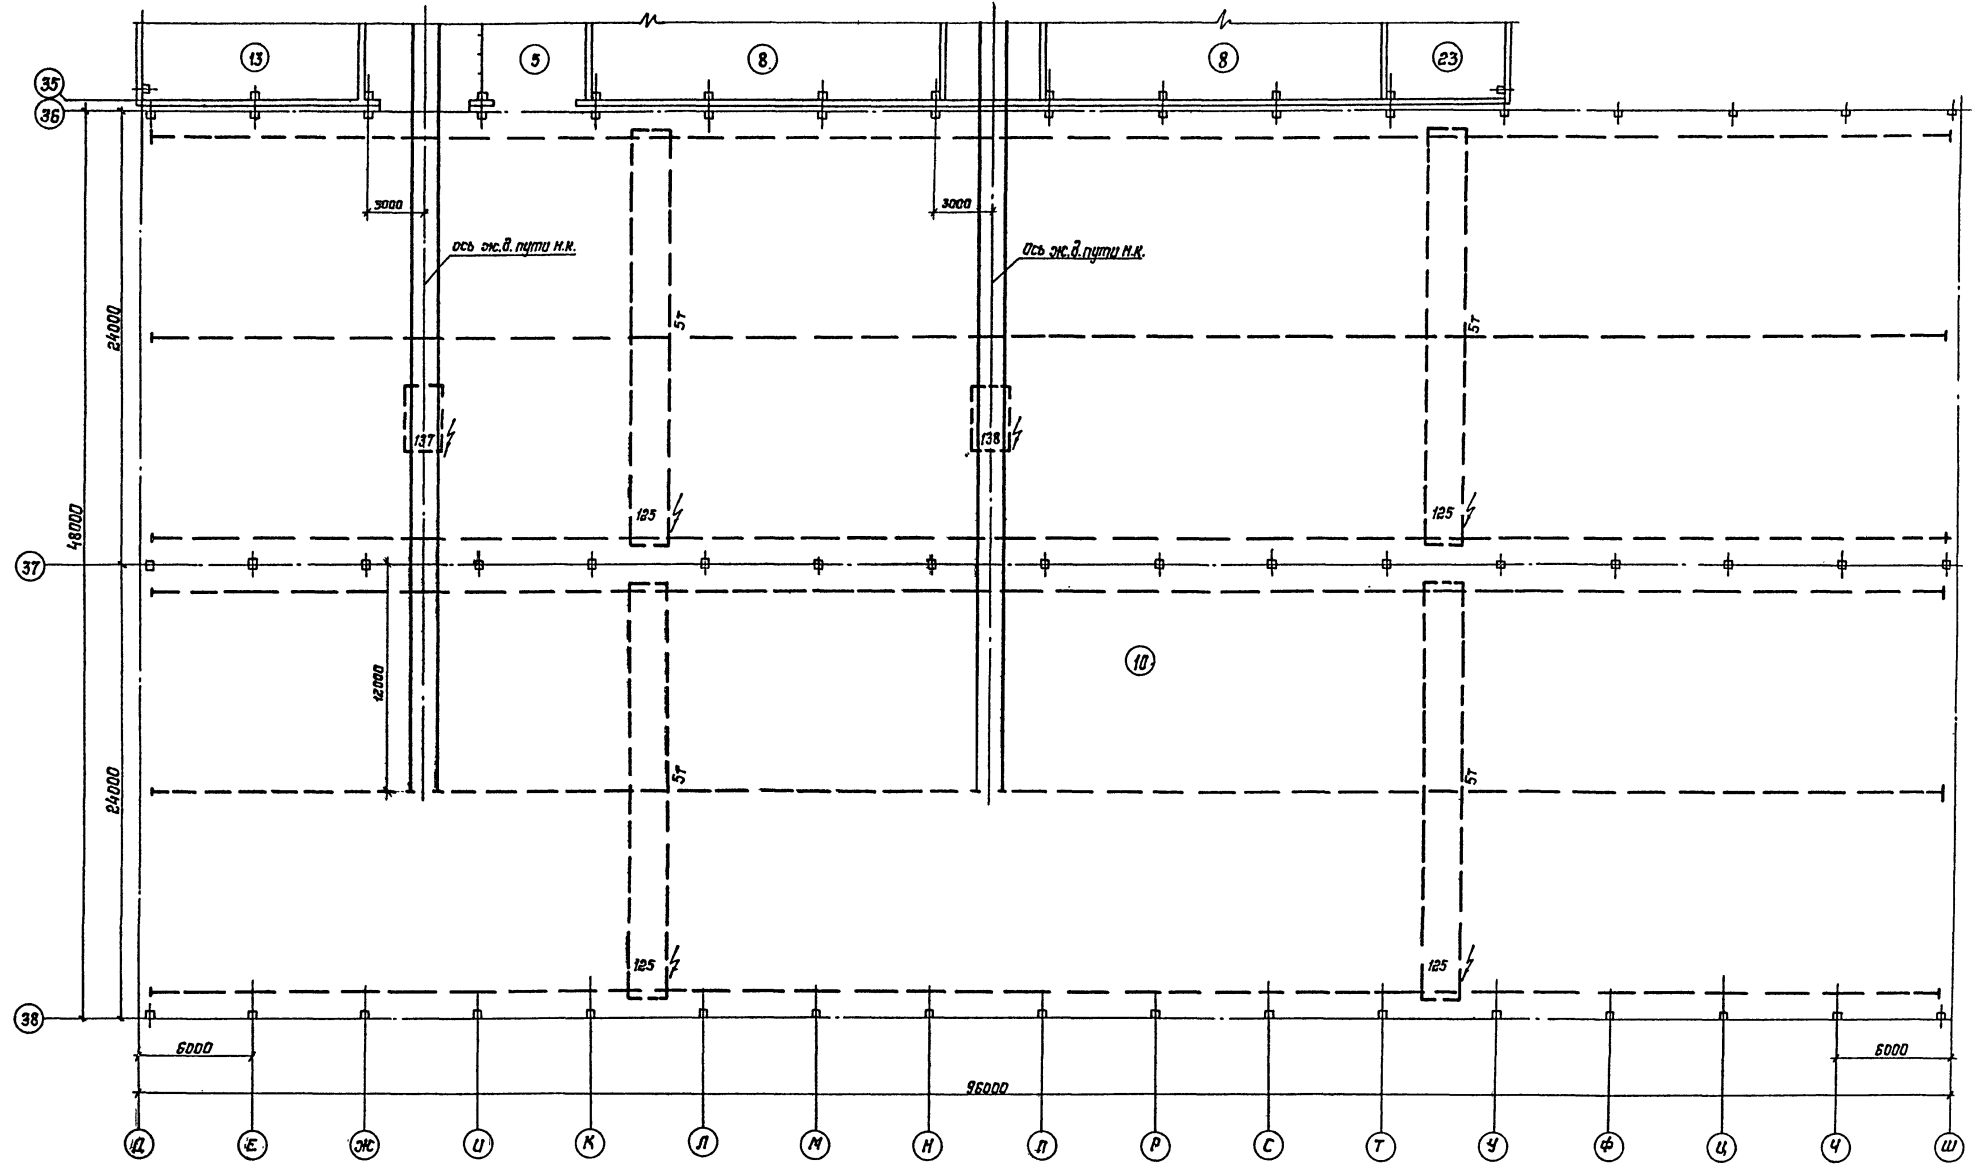 13
5
8
8
23
35
36
3000
3000
ось ж.д. пути н.к.
Ось ж.д. пути н.к.
24000
5т
5т
137
138
48000
125
125
37
12000
10
24000
5т
5т
125
125
38
6000
6000
96000
Д
Е
Ж
И
К
Л
М
Н
П
Р
С
Т
У
Ф
Ц
Ч
Ш